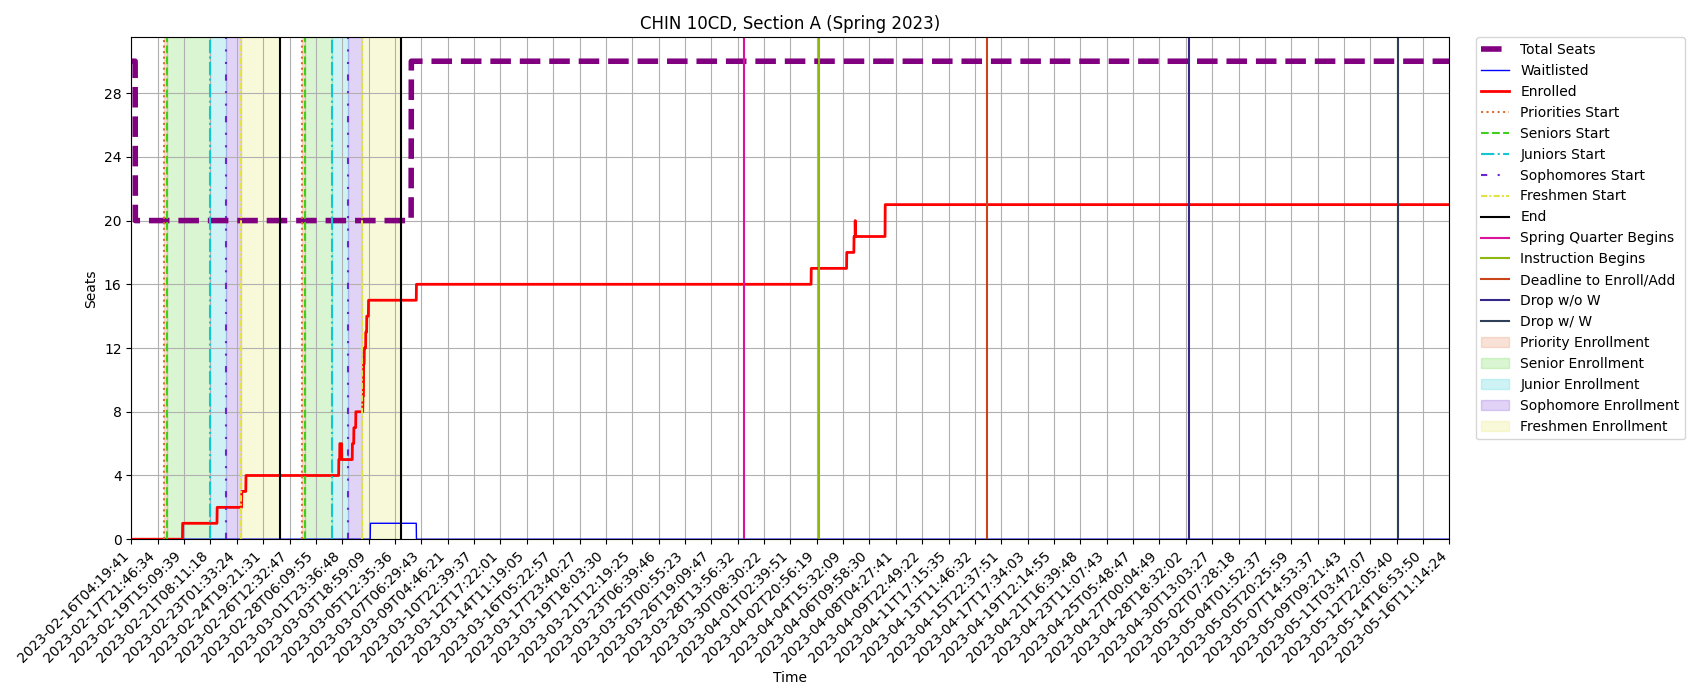 CHIN 10CD, Section A (Spring 2023)
Seats
28
24
20
16
12
8
4
0
2023-02-16T04:19:41
2023-02-17T21:46:34
2023-02-19T15:09:39
2023-02-21T08:11:18
2023-02-23T01:33:24
2023-02-24T19:21:31
2023-02-26T12:32:47
2023-02-28T06:09:55
2023-03-01T23:36:48
2023-03-03T18:59:09
2023-03-05T12:35:36
2023-03-07T06:29:43
2023-03-09T04:46:21
2023-03-10T22:39:37
2023-03-12T17:22:01
2023-03-14T11:19:05
2023-03-16T05:22:57
2023-03-17T23:40:27
2023-03-19T18:03:30
2023-03-21T12:19:25
2023-03-23T06:39:46
2023-03-25T00:55:23
2023-03-26T19:09:47
2023-03-28T13:56:32
2023-03-30T08:30:22
2023-04-01T02:39:51
2023-04-02T20:56:19
2023-04-04T15:32:09
2023-04-06T09:58:30
2023-04-08T04:27:41
2023-04-09T22:49:22
2023-04-11T17:15:35
2023-04-13T11:46:32
2023-04-15T22:37:51
2023-04-17T17:34:03
2023-04-19T12:14:55
2023-04-21T16:39:48
2023-04-23T11:07:43
2023-04-25T05:48:47
2023-04-27T00:04:49
2023-04-28T18:32:02
2023-04-30T13:03:27
2023-05-02T07:28:18
2023-05-04T01:52:37
2023-05-05T20:25:59
2023-05-07T14:53:37
2023-05-09T09:21:43
2023-05-11T03:47:07
2023-05-12T22:05:40
2023-05-14T16:53:50
2023-05-16T11:14:24
Time
Total Seats
Waitlisted
Enrolled
Priorities Start
Seniors Start
Juniors Start
Sophomores Start
Freshmen Start
End
Spring Quarter Begins
Instruction Begins
Deadline to Enroll/Add
Drop w/o W
Drop w/ W
Priority Enrollment
Senior Enrollment
Junior Enrollment
Sophomore Enrollment
Freshmen Enrollment